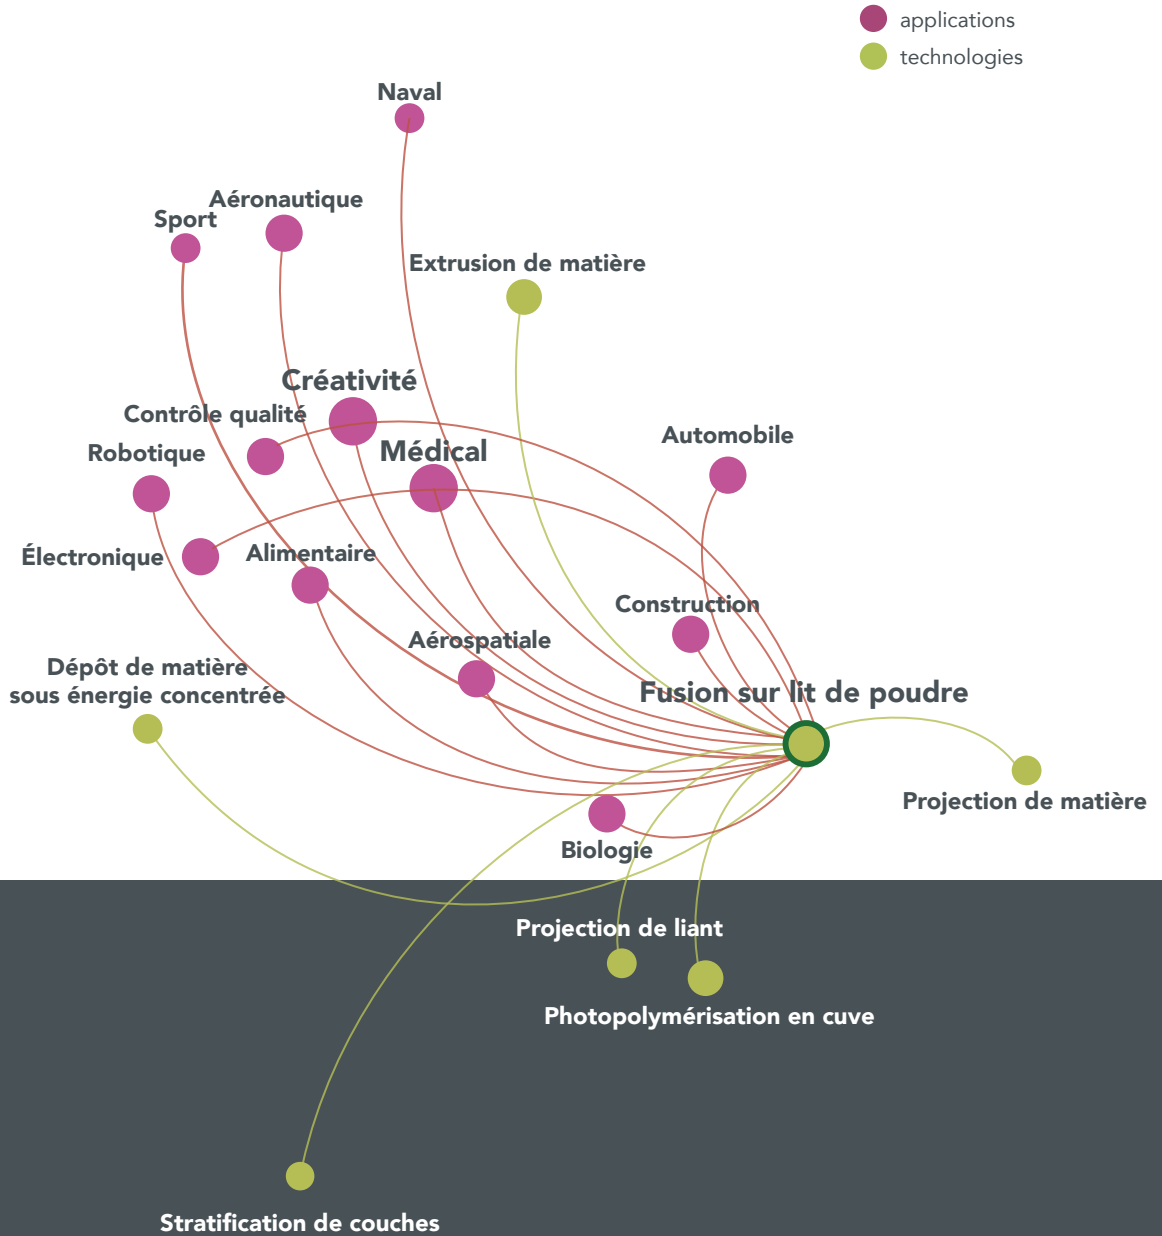 applications
technologies
Naval
Aéronautique
Sport
Extrusion de matière
Créativité
Contrôle qualité
Automobile
Robotique
Médical
Électronique
Alimentaire
Construction
Aérospatiale
Dépôt de matière
sous énergie concentrée
Fusion sur lit de poudre
Projection de matière
Biologie
Projection de liant
Photopolymérisation en cuve
Stratification de couches